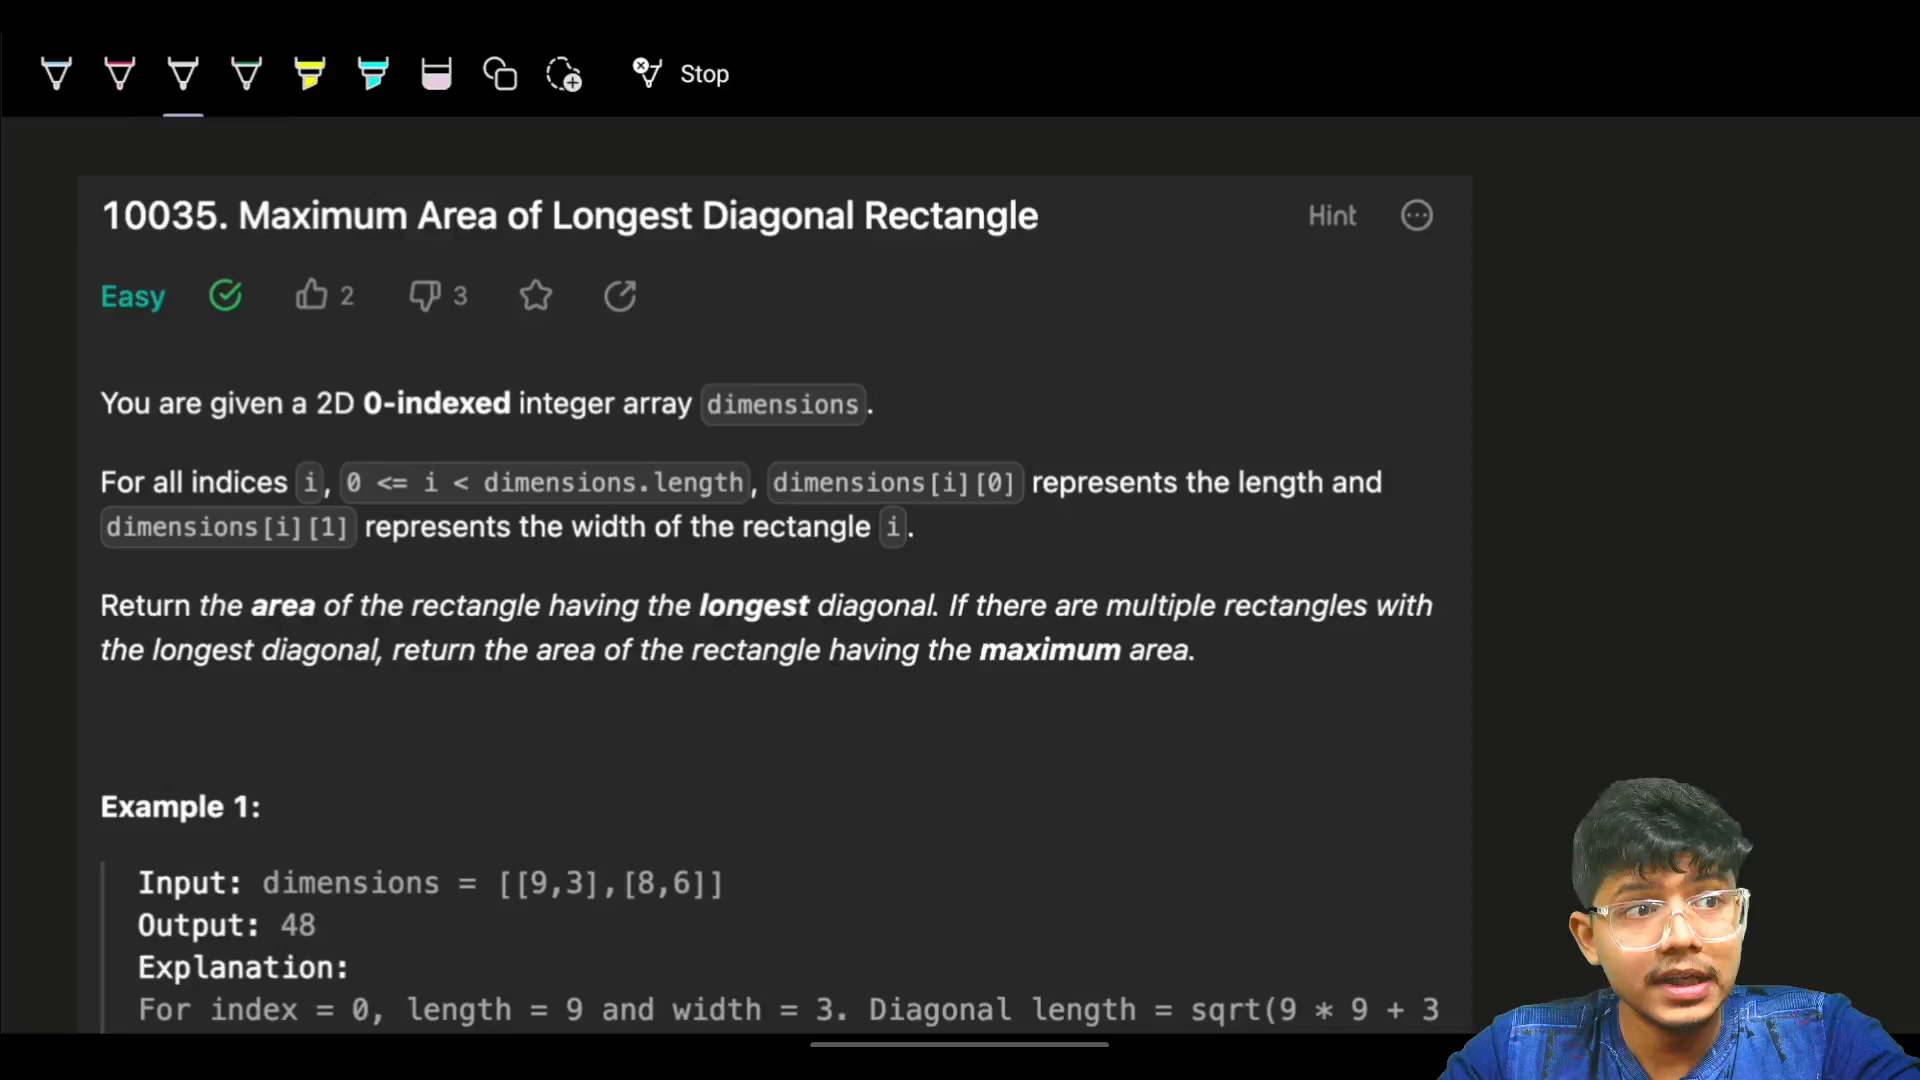 Stop
10035. Maximum Area of Longest Diagonal Rectangle
Hint
Easy 2 3
You are given a 2D 0-indexed integer array dimensions.
For all indices i, 0 <= i < dimensions.length, dimensions[i][0] represents the length and
dimensions[i][1] represents the width of the rectangle i.
Return the area of the rectangle having the longest diagonal. If there are multiple rectangles with
the longest diagonal, return the area of the rectangle having the maximum area.
Example 1:
Input: dimensions = [[9,3],[8,6]]
Output: 48
Explanation:
For index = 0, length = 9 and width = 3. Diagonal length = sqrt(9 * 9 + 3